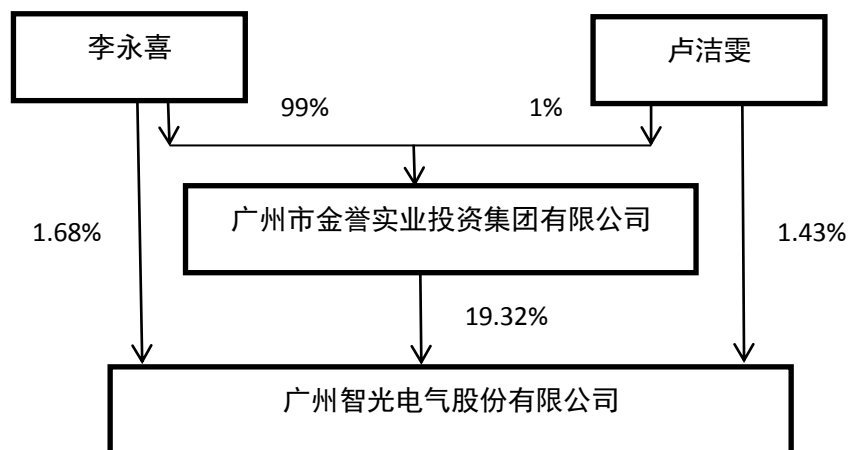 李永喜
卢洁雯
99%
1%
广州市金誉实业投资集团有限公司
1.68%
1.43%
19.32%
广州智光电气股份有限公司